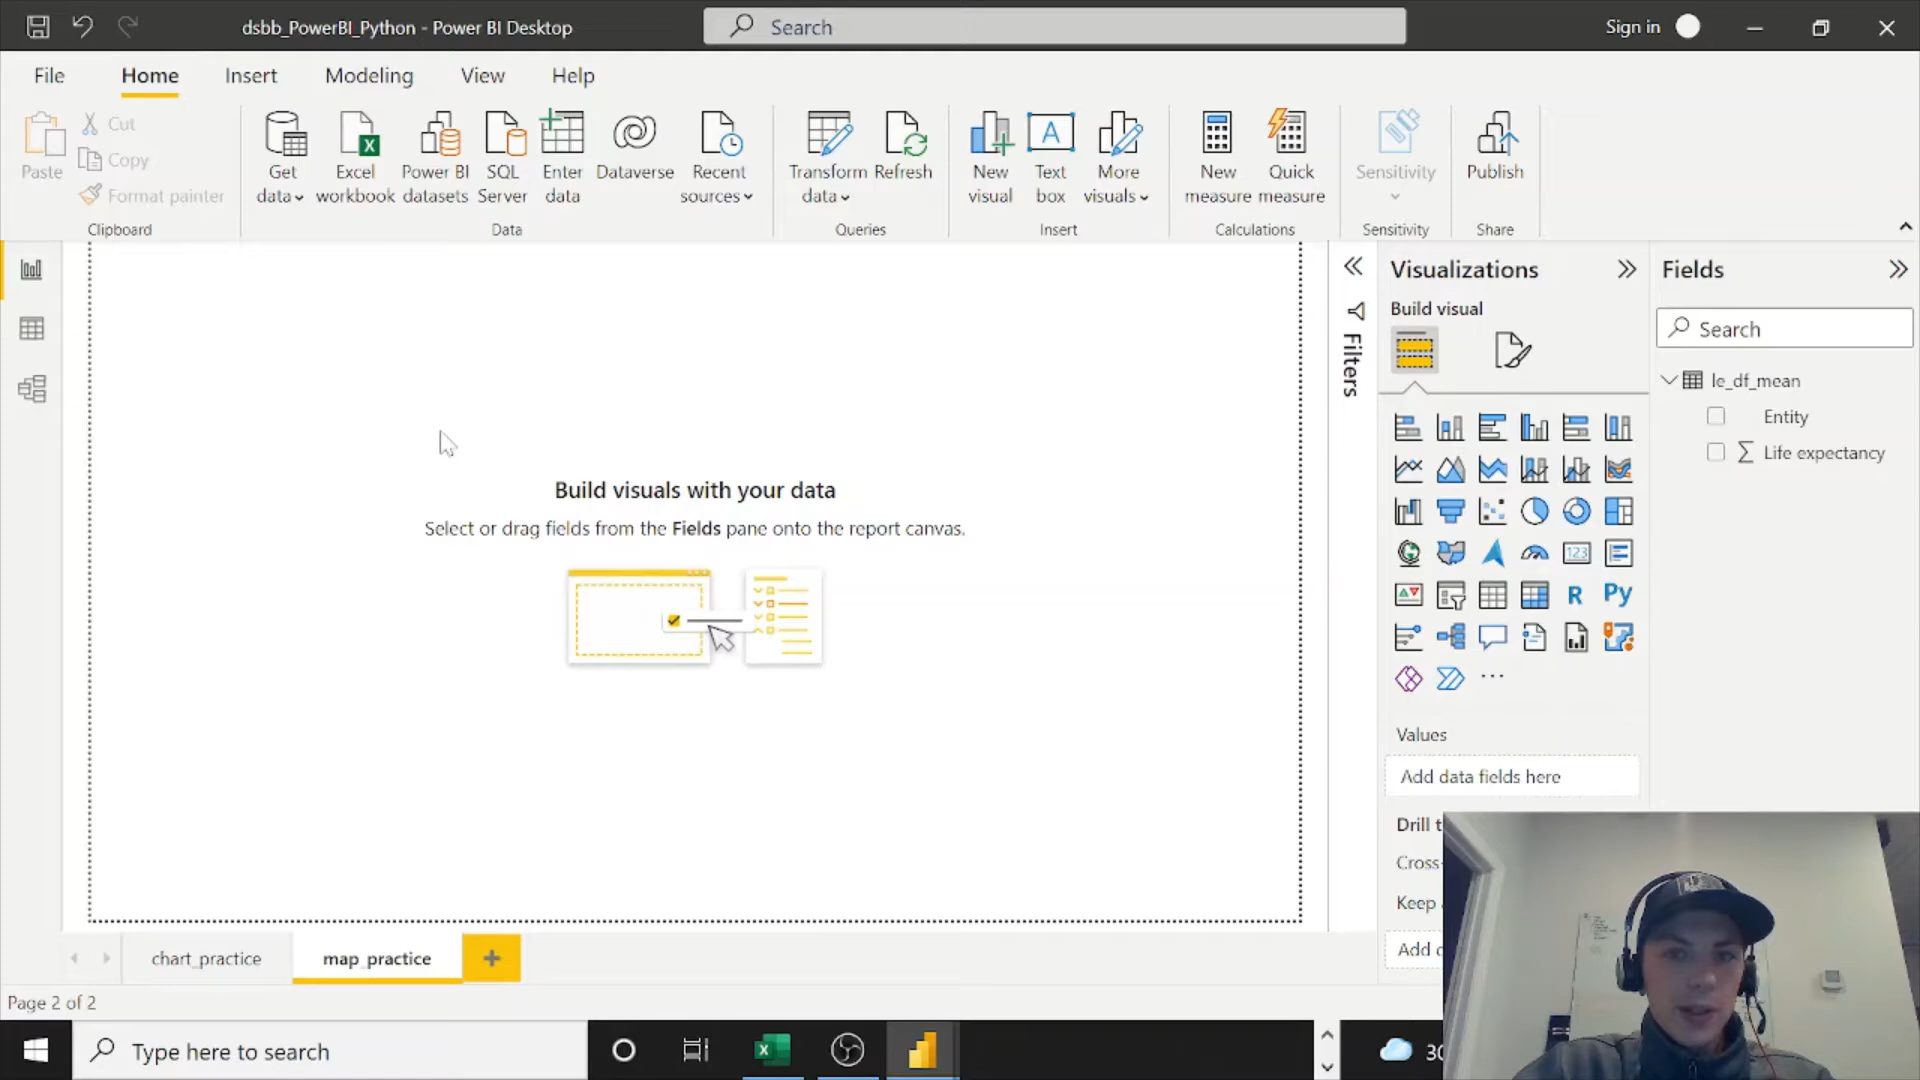 dsbb_PowerBI_Python - Power BI Desktop
Search
Sign in
File Home Insert Modeling View Help
Paste
Cut
Copy
Format painter
Clipboard
Get data
Excel workbook
Power BI datasets
SQL Server
Enter data
Dataverse
Recent sources
Data
Transform data
Refresh
Queries
New visual
Text box
More visuals
Insert
New measure
Quick measure
Calculations
Sensitivity
Sensitivity
Publish
Share
Build visuals with your data
Select or drag fields from the Fields pane onto the report canvas.
Filters
Visualizations
Build visual
123
R
Py
Values
Add data fields here
Drill t
Cross-
Keep
Add
Fields
Search
le_df_mean
Entity
Σ Life expectancy
chart_practice
map_practice
Page 2 of 2
Type here to search
30